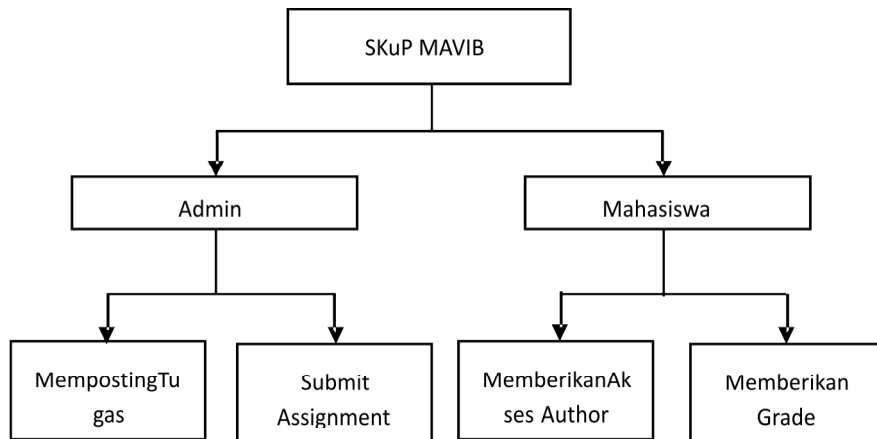 SKuP MAVIB
Admin
Mahasiswa
MempostingTu
gas
Submit
Assignment
MemberikanAk
ses Author
Memberikan
Grade